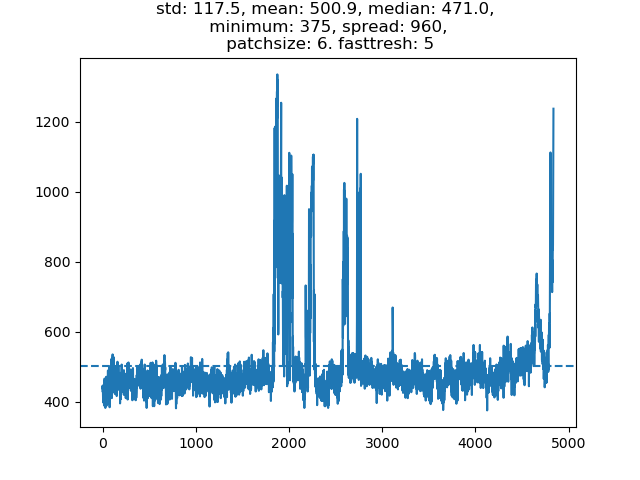 std: 117.5, mean: 500.9, median: 471.0,
minimum: 375, spread: 960,
patchsize: 6. fasttresh: 5
1200
1000
800
600
400
0 1000 2000 3000 4000 5000